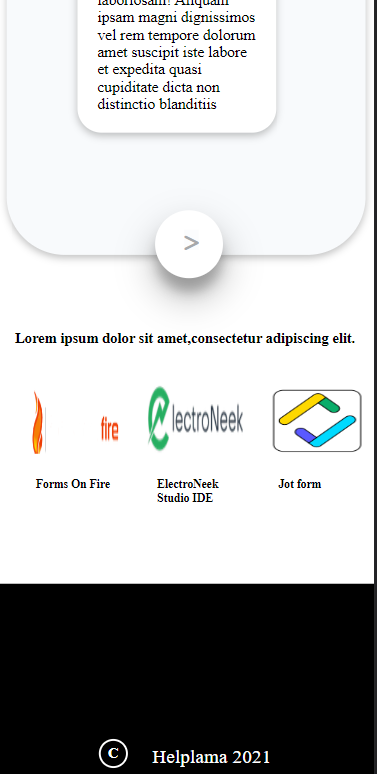 laboriosam! Aliquam
ipsam magni dignissimos
vel rem tempore dolorum
amet suscipit iste labore
et expedita quasi
cupiditate dicta non
distinctio blanditiis
>
Lorem ipsum dolor sit amet,consectetur adipiscing elit.
fire
lectroNeek
Forms On Fire
ElectroNeek
Studio IDE
Jot form
C Helplama 2021